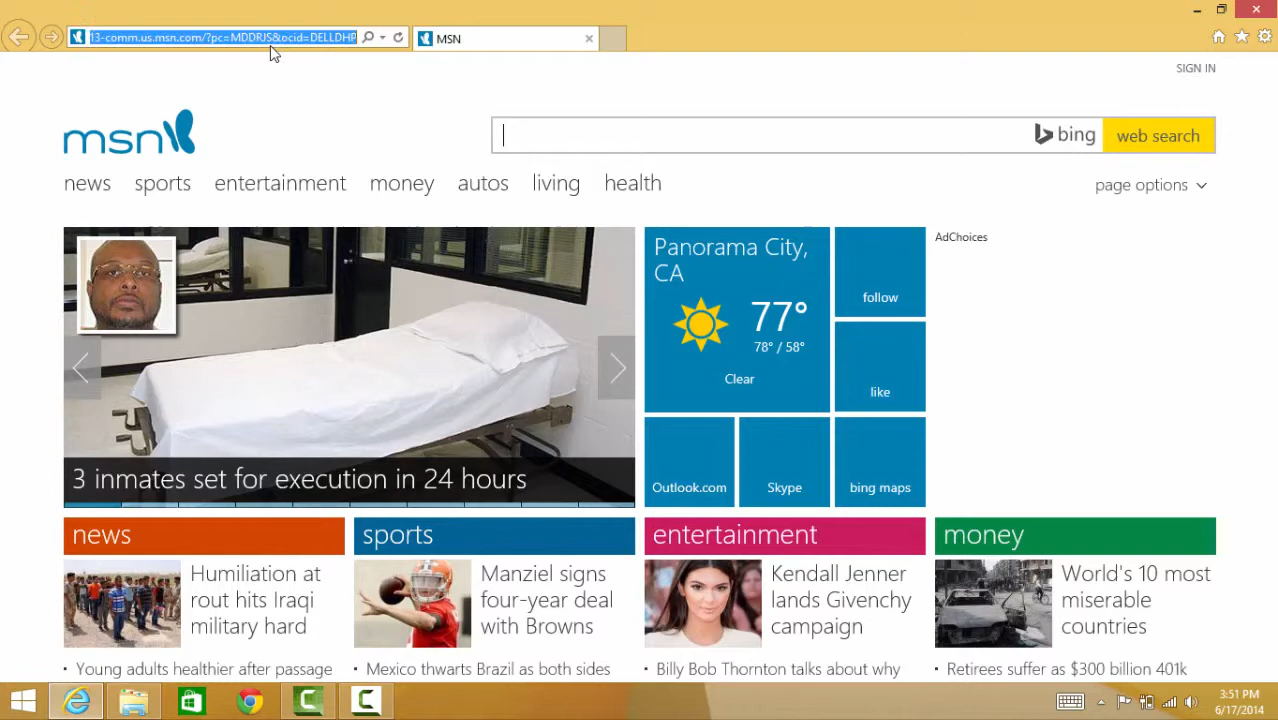 13-comm.us.msn.com/?pc=MDDRJS&ocid=DELLDHP
MSN
SIGN IN
msn
bing
web search
news sports entertainment money autos living health
page options
3 inmates set for execution in 24 hours
Panorama City,
CA
77°
78° / 58°
Clear
follow
like
Outlook.com
Skype
bing maps
AdChoices
news
Humiliation at
rout hits Iraqi
military hard
Young adults healthier after passage
sports
Manziel signs
four-year deal
with Browns
Mexico thwarts Brazil as both sides
entertainment
Kendall Jenner
lands Givenchy
campaign
Billy Bob Thornton talks about why
money
World's 10 most
miserable
countries
Retirees suffer as $300 billion 401k
3:51 PM
6/17/2014